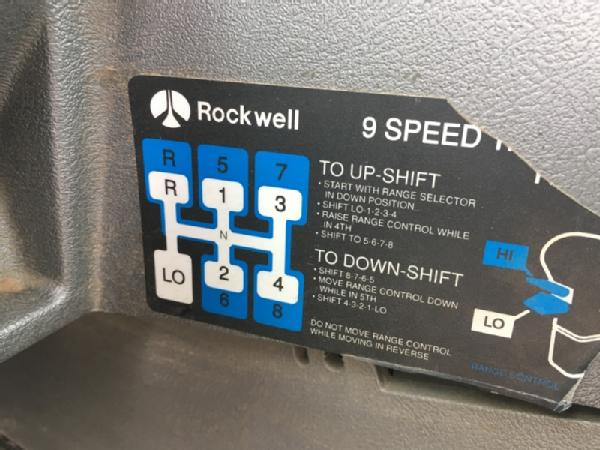 Rockwell
9 SPEED
R 5 7
R 1 3
N
LO 2 4
6 8
TO UP-SHIFT
• START WITH RANGE SELECTOR
IN DOWN POSITION
• SHIFT LO-1-2-3-4
• RAISE RANGE CONTROL WHILE
IN 4TH
• SHIFT TO 5-6-7-8
TO DOWN-SHIFT
• SHIFT 8-7-6-5
• MOVE RANGE CONTROL DOWN
WHILE IN 5TH
• SHIFT 4-3-2-1-LO
DO NOT MOVE RANGE CONTROL
WHILE MOVING IN REVERSE
HI
LO
RANGE CONTROL